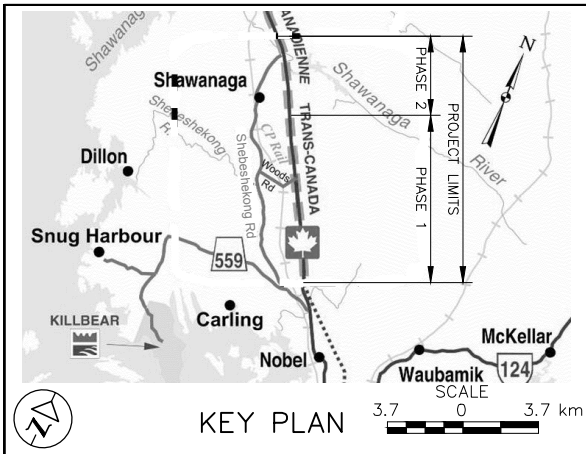 CANADIENNE
TRANS-CANADA
Shawanaga
Shawanaga
Shawanaga
River
N
PHASE 2
PHASE 1
PROJECT LIMITS
Shebeshekong
R.
CP Rail
Woods
Rd
Shebeshekong Rd
Dillon
Snug Harbour
559
Carling
KILLBEAR
Nobel
McKellar
Waubamik
124
N
KEY PLAN
SCALE
3.7 0 3.7 km